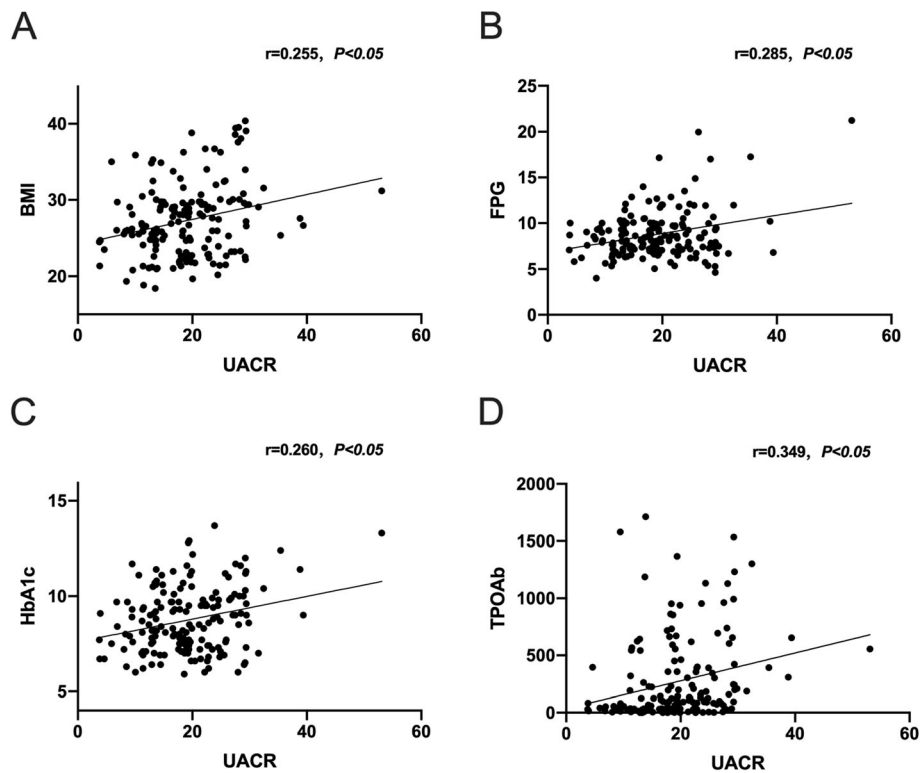 A
r=0.255, P<0.05
40
30
20
BMI
0 20 40 60
UACR
B
r=0.285, P<0.05
25
20
15
10
5
0
FPG
0 20 40 60
UACR
C
r=0.260, P<0.05
15
10
5
HbA1c
0 20 40 60
UACR
D
r=0.349, P<0.05
2000
1500
1000
500
0
TPOAb
0 20 40 60
UACR